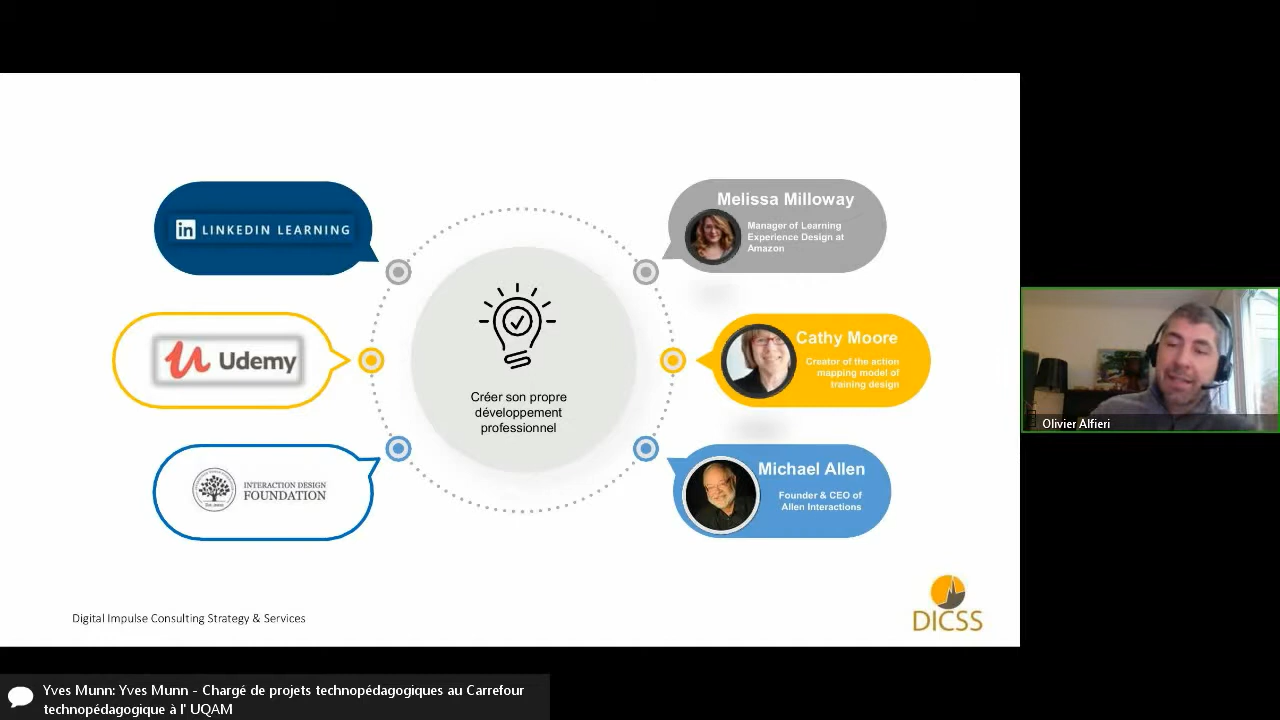 in LINKEDIN LEARNING
Udemy
INTERACTION DESIGN
FOUNDATION
Créer son propre
développement
professionnel
Melissa Milloway
Manager of Learning
Experience Design at
Amazon
Cathy Moore
Creator of the action
mapping model of
training design
Michael Allen
Founder & CEO of
Allen Interactions
Digital Impulse Consulting Strategy & Services
DICSS
Olivier Alfieri
Yves Munn: Yves Munn - Chargé de projets technopédagogiques au Carrefour
technopédagogique à l' UQAM